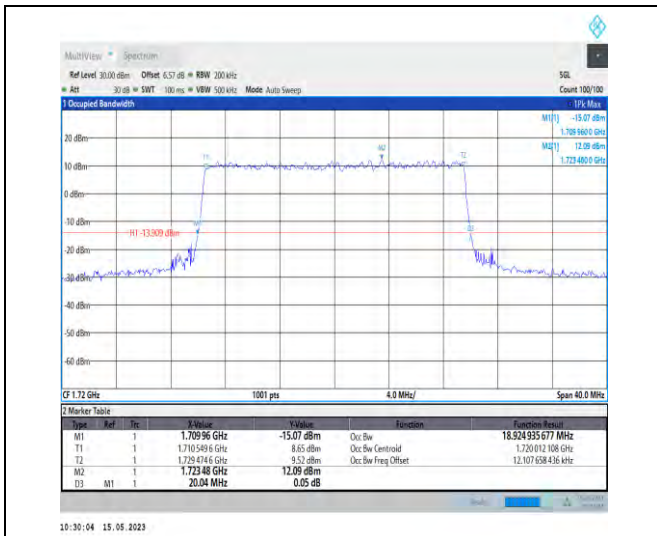 MultiView Spectrum
Ref Level 30.00 dBm Offset 6.57 dB RBW 200 kHz SGL
Att 30 dB SWT 100 ms VBW 500 kHz Mode Auto Sweep Count 100/100
1 Occupied Bandwidth 1Pk Max
M1[1] -15.07 dBm
1.709 960 0 GHz
M2[1] 12.09 dBm
1.723 480 0 GHz
20 dBm
T1 M2 T2
10 dBm
0 dBm
-10 dBm
M1 D3
H1 -13.909 dBm
-20 dBm
-30 dBm
-40 dBm
-50 dBm
-60 dBm
CF 1.72 GHz 1001 pts 4.0 MHz/ Span 40.0 MHz
2 Marker Table
Type Ref Trc X-Value Y-Value Function Function Result
M1 1 1.709 96 GHz -15.07 dBm Occ Bw 18.924 935 677 MHz
T1 1 1.710 549 6 GHz 8.65 dBm Occ Bw Centroid 1.720 012 108 GHz
T2 1 1.729 474 6 GHz 9.52 dBm Occ Bw Freq Offset 12.107 658 436 kHz
M2 1 1.723 48 GHz 12.09 dBm
D3 M1 1 20.04 MHz 0.05 dB
10:30:04 15.05.2023